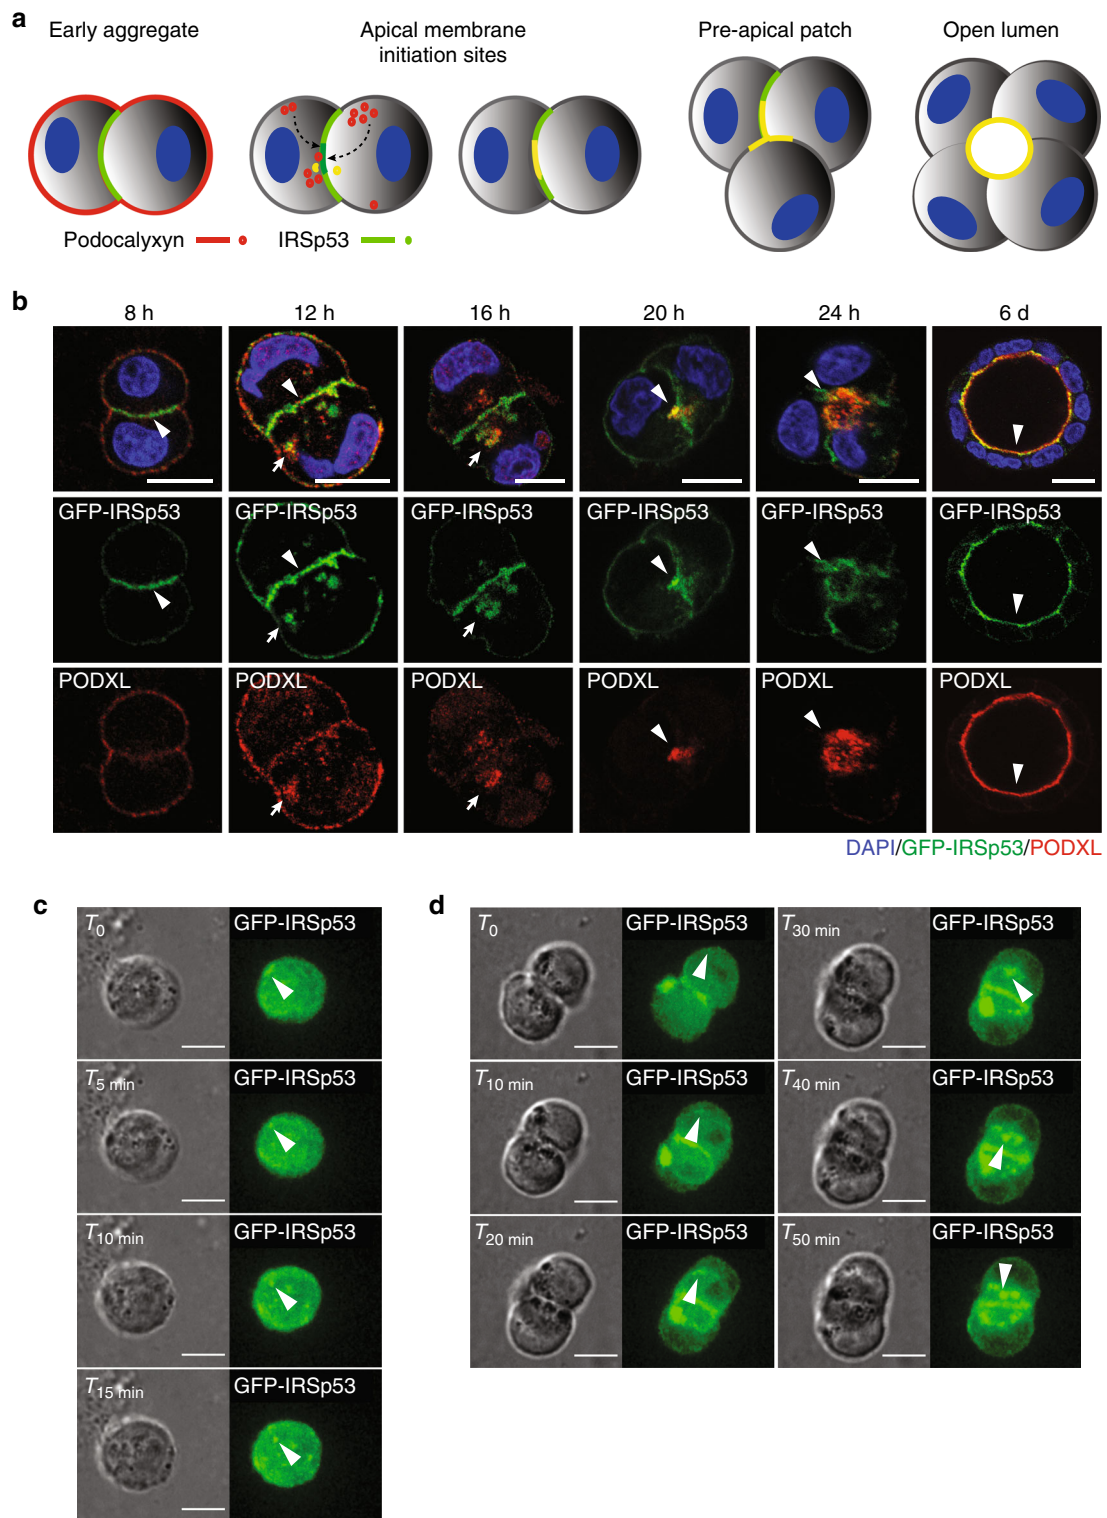 a
Early aggregate
Apical membrane
initiation sites
Pre-apical patch
Open lumen
Podocalyxyn
IRSp53
b
8 h
12 h
16 h
20 h
24 h
6 d
GFP-IRSp53
GFP-IRSp53
GFP-IRSp53
GFP-IRSp53
GFP-IRSp53
GFP-IRSp53
PODXL
PODXL
PODXL
PODXL
PODXL
PODXL
DAPI/GFP-IRSp53/PODXL
c
T0
GFP-IRSp53
T5 min
GFP-IRSp53
T10 min
GFP-IRSp53
T15 min
GFP-IRSp53
d
T0
GFP-IRSp53
T30 min
GFP-IRSp53
T10 min
GFP-IRSp53
T40 min
GFP-IRSp53
T20 min
GFP-IRSp53
T50 min
GFP-IRSp53